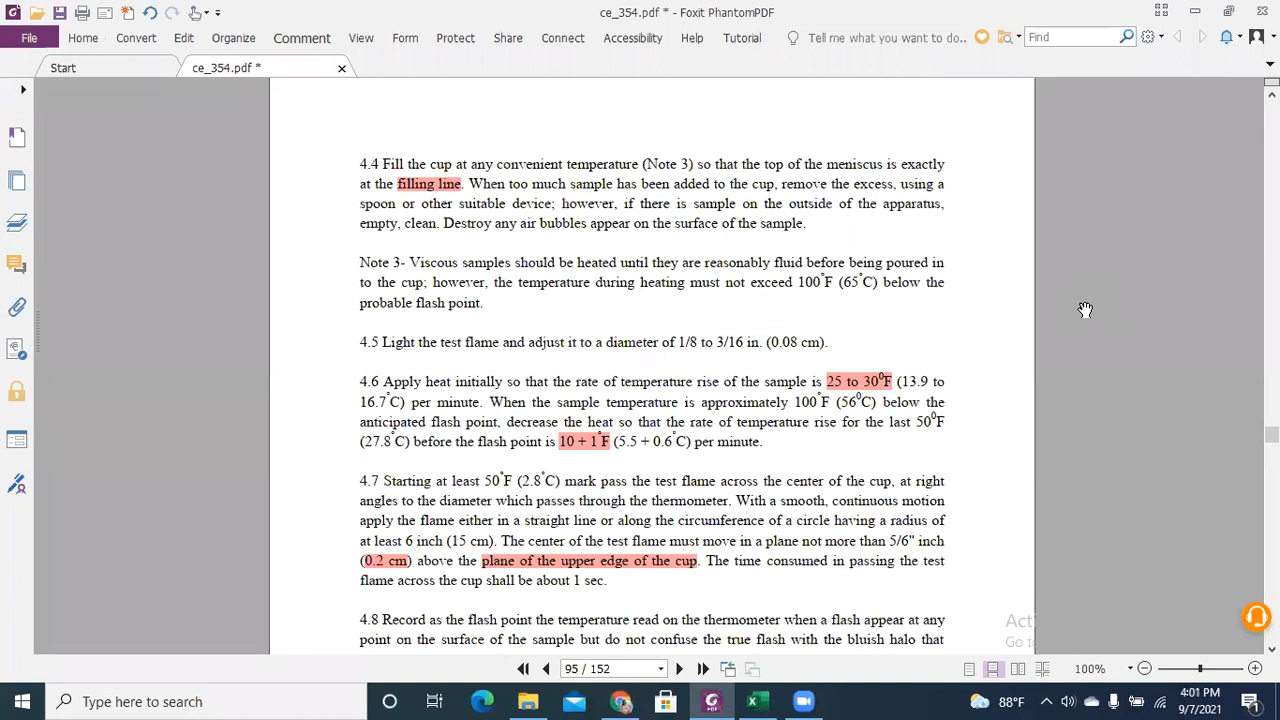 ce_354.pdf * - Foxit PhantomPDF
File Home Convert Edit Organize Comment View Form Protect Share Connect Accessibility Help Tutorial Tell me what you want to do.. Find
Start ce_354.pdf *
4.4 Fill the cup at any convenient temperature (Note 3) so that the top of the meniscus is exactly
at the filling line. When too much sample has been added to the cup, remove the excess, using a
spoon or other suitable device; however, if there is sample on the outside of the apparatus,
empty, clean. Destroy any air bubbles appear on the surface of the sample.
Note 3- Viscous samples should be heated until they are reasonably fluid before being poured in
to the cup; however, the temperature during heating must not exceed 100°F (65°C) below the
probable flash point.
4.5 Light the test flame and adjust it to a diameter of 1/8 to 3/16 in. (0.08 cm).
4.6 Apply heat initially so that the rate of temperature rise of the sample is 25 to 30⁰F (13.9 to
16.7°C) per minute. When the sample temperature is approximately 100°F (56⁰C) below the
anticipated flash point, decrease the heat so that the rate of temperature rise for the last 50⁰F
(27.8°C) before the flash point is 10 + 1°F (5.5 + 0.6°C) per minute.
4.7 Starting at least 50°F (2.8°C) mark pass the test flame across the center of the cup, at right
angles to the diameter which passes through the thermometer. With a smooth, continuous motion
apply the flame either in a straight line or along the circumference of a circle having a radius of
at least 6 inch (15 cm). The center of the test flame must move in a plane not more than 5/6" inch
(0.2 cm) above the plane of the upper edge of the cup. The time consumed in passing the test
flame across the cup shall be about 1 sec.
4.8 Record as the flash point the temperature read on the thermometer when a flash appear at any
point on the surface of the sample but do not confuse the true flash with the bluish halo that
Go to
95 / 152 100%
Type here to search 88°F 4:01 PM
9/7/2021